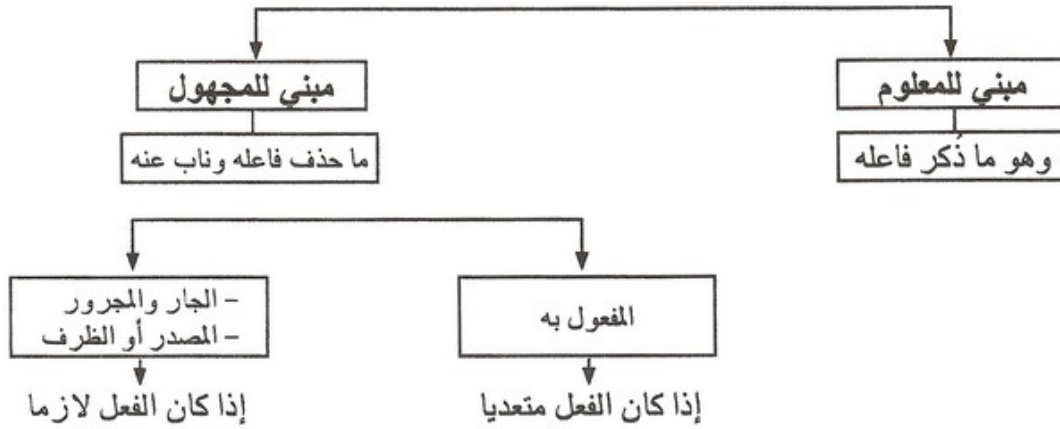 مبني للمعلوم
مبني للمجهول
وهو ما ذُكر فاعله
ما حذف فاعله وناب عنه
المفعول به
– الجار والمجرور
– المصدر أو الظرف
إذا كان الفعل متعديا
إذا كان الفعل لازما